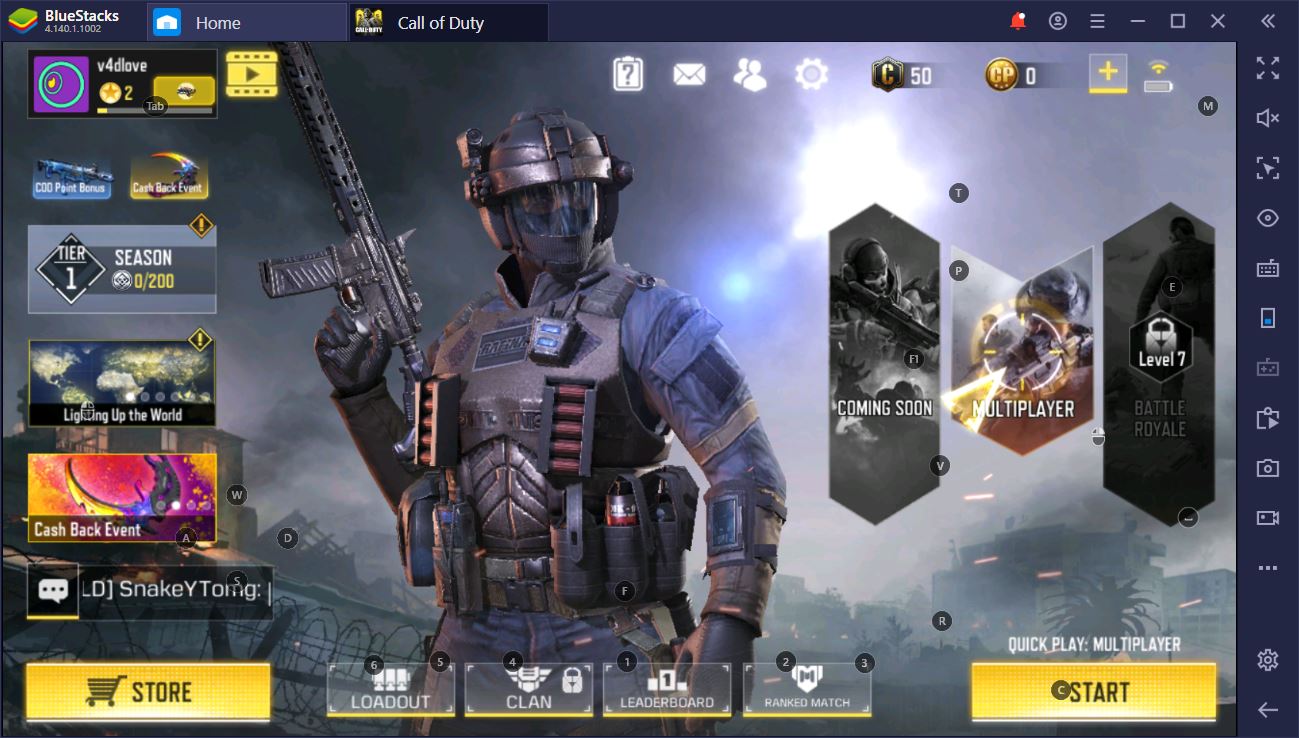 BlueStacks
4.140.1.1002
Home
Call of Duty
v4dlove
2
Tab
50
CP
0
M
COD Point Bonus
Cash Back Event
TIER
1
SEASON
0/200
Lighting Up the World
Cash Back Event
W
A
D
S
LD] SnakeYTomg: |
T
P
F1
V
E
R
F
COMING SOON
MULTIPLAYER
Level 7
BATTLE
ROYALE
QUICK PLAY: MULTIPLAYER
STORE
6
5
LOADOUT
4
CLAN
1
LEADERBOARD
2
3
RANKED MATCH
C
START